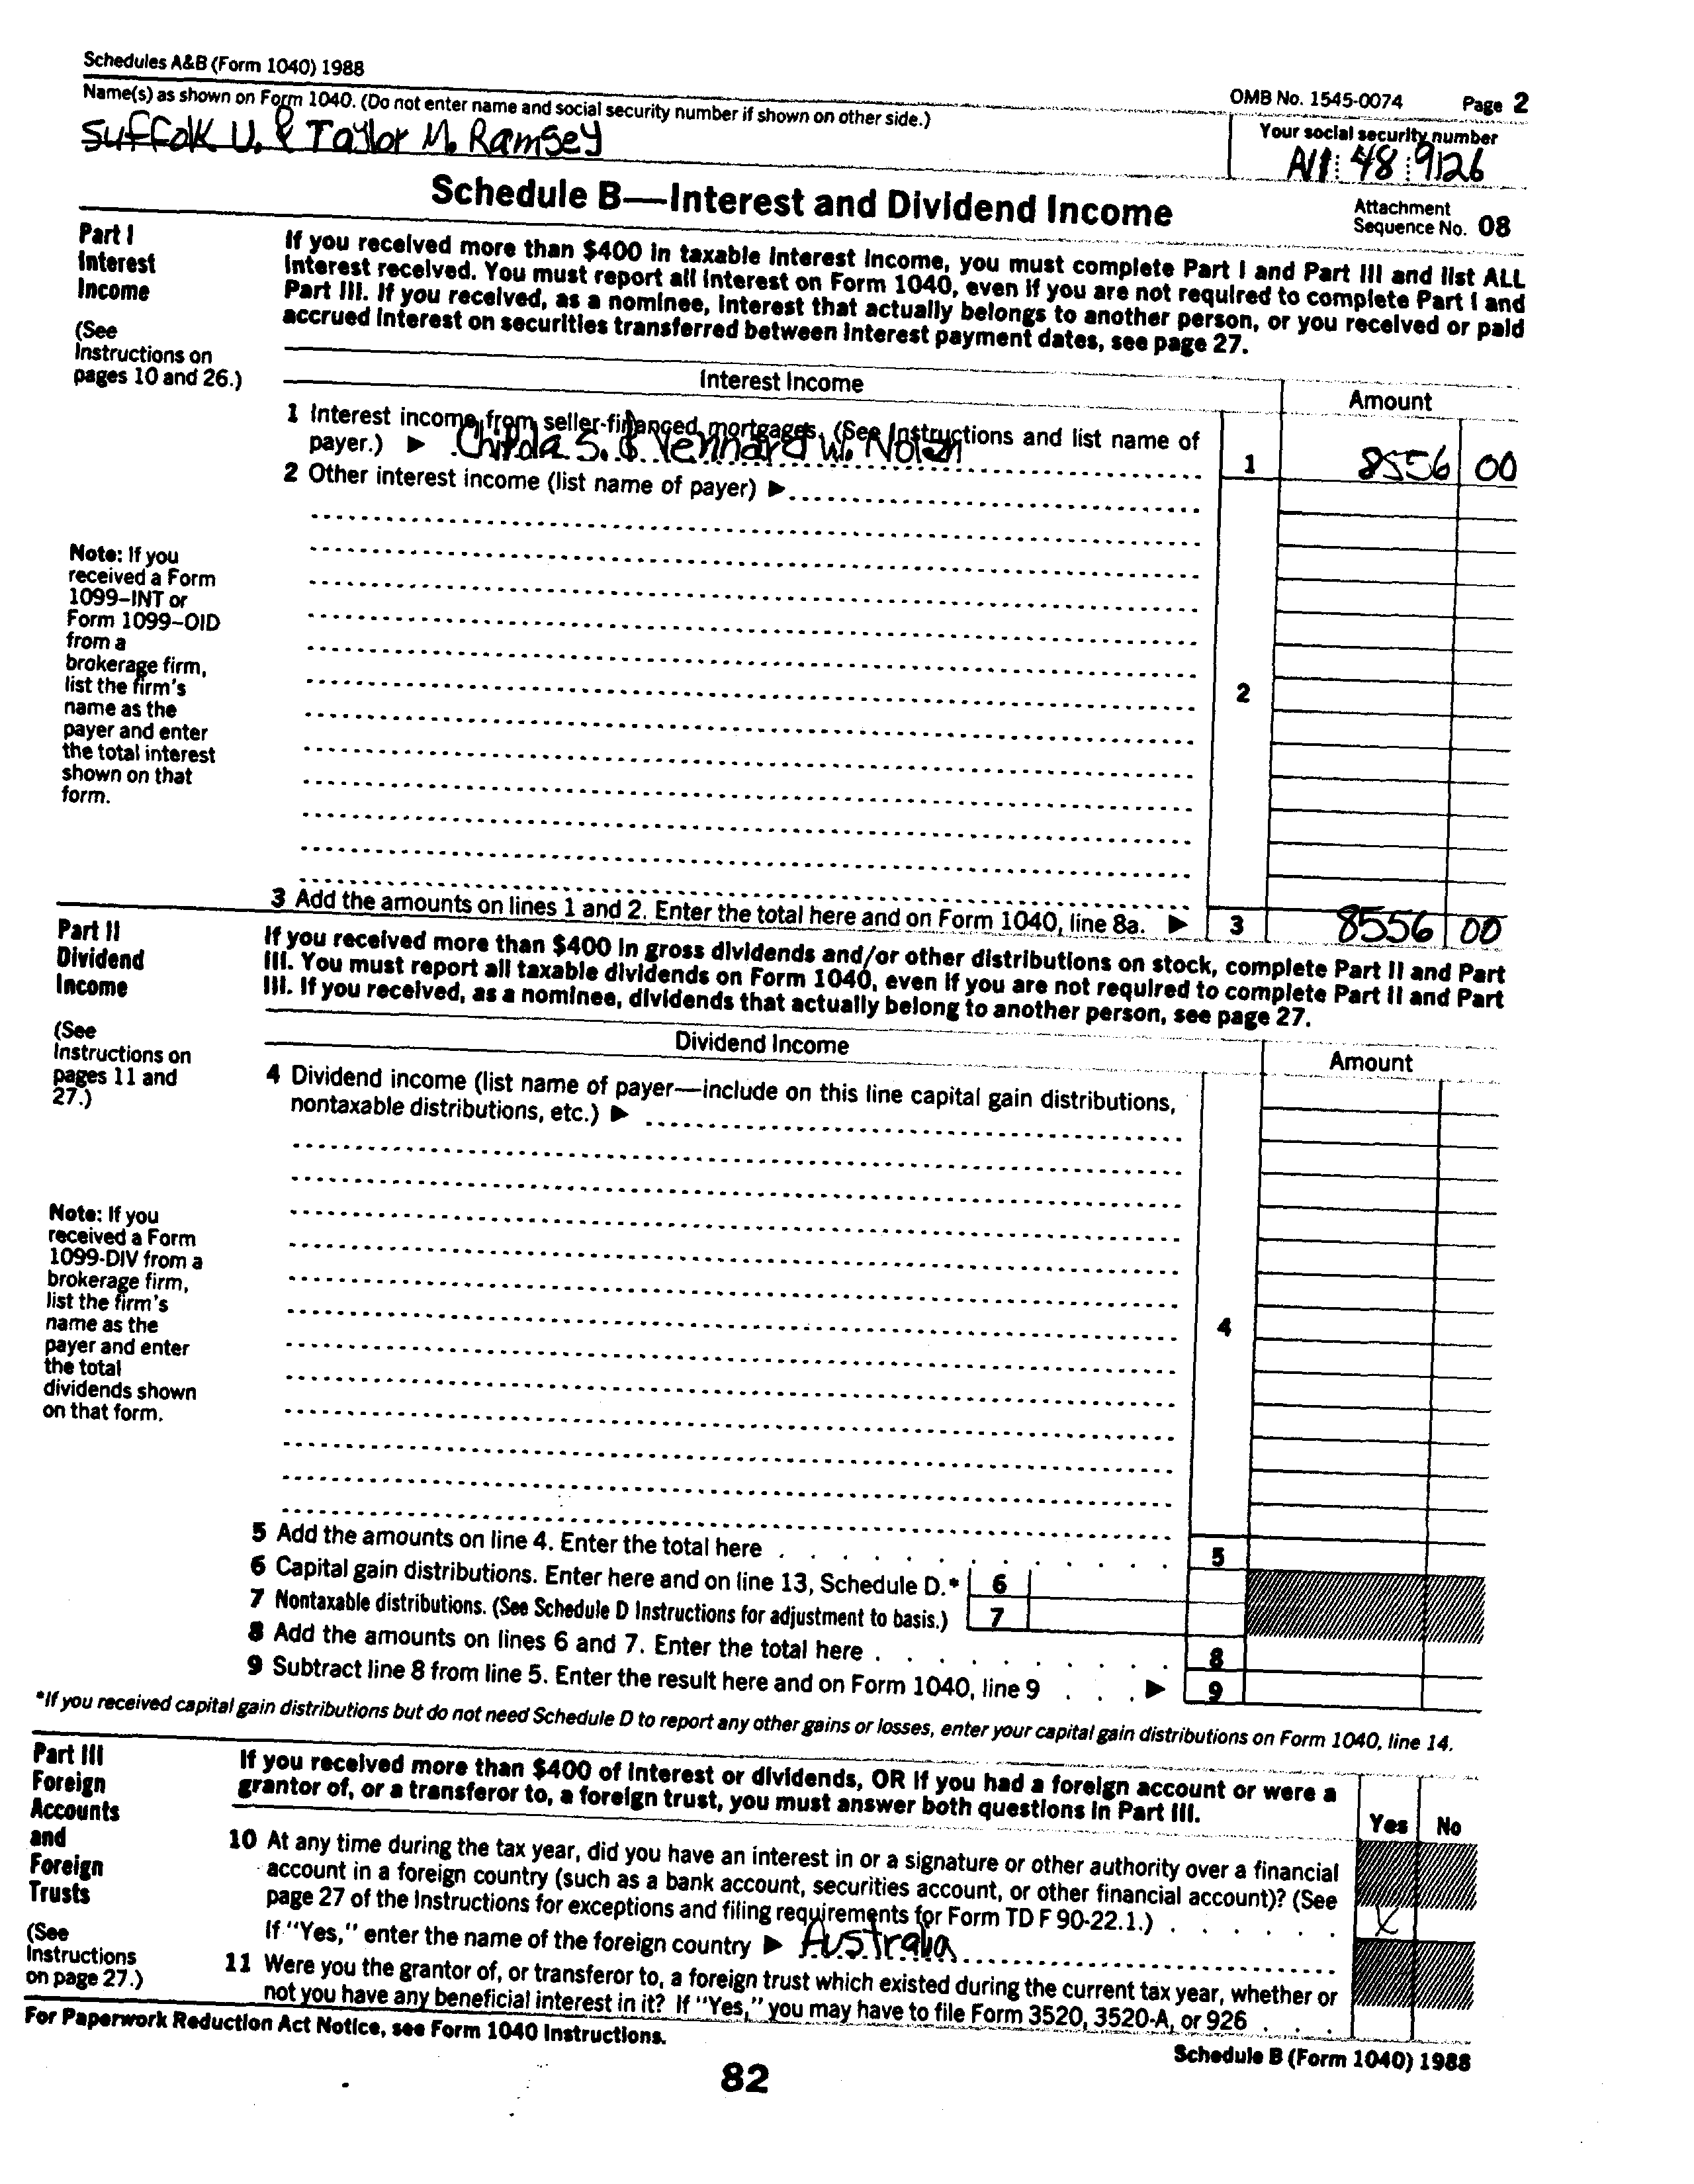 Schedules A&B (Form 1040) 1988
OMB No. 1545-0074 Page 2
Name(s) as shown on Form 1040. (Do not enter name and social security number if shown on other side.)
Your social security number
Suffolk U. & Taylor M. Ramsey
48 9126
Schedule B—Interest and Dividend Income
Attachment
Sequence No. 08
Part I
Interest
Income
(See
Instructions on
pages 10 and 26.)
If you received more than $400 in taxable interest income, you must complete Part I and Part III and list ALL
interest received. You must report all interest on Form 1040, even if you are not required to complete Part I and
Part III. If you received, as a nominee, interest that actually belongs to another person, or you received or paid
accrued interest on securities transferred between interest payment dates, see page 27.
Interest Income
Amount
1 Interest income from seller-financed mortgages. (See Instructions and list name of
payer.) ▶ Childa S. & Vennard W. Nolan
1 8556 00
2 Other interest income (list name of payer) ▶
Note: If you
received a Form
1099–INT or
Form 1099–OID
from a
brokerage firm,
list the firm's
name as the
payer and enter
the total interest
shown on that
form.
2
3 Add the amounts on lines 1 and 2. Enter the total here and on Form 1040, line 8a. ▶ 3 8556 00
Part II
Dividend
Income
(See
Instructions on
pages 11 and
27.)
If you received more than $400 in gross dividends and/or other distributions on stock, complete Part II and Part
III. You must report all taxable dividends on Form 1040, even if you are not required to complete Part II and Part
III. If you received, as a nominee, dividends that actually belong to another person, see page 27.
Dividend Income
Amount
4 Dividend income (list name of payer—include on this line capital gain distributions,
nontaxable distributions, etc.) ▶
Note: If you
received a Form
1099-DIV from a
brokerage firm,
list the firm's
name as the
payer and enter
the total
dividends shown
on that form.
4
5 Add the amounts on line 4. Enter the total here 5
6 Capital gain distributions. Enter here and on line 13, Schedule D.* 6
7 Nontaxable distributions. (See Schedule D Instructions for adjustment to basis.) 7
8 Add the amounts on lines 6 and 7. Enter the total here 8
9 Subtract line 8 from line 5. Enter the result here and on Form 1040, line 9 ▶ 9
*If you received capital gain distributions but do not need Schedule D to report any other gains or losses, enter your capital gain distributions on Form 1040, line 14.
Part III
Foreign
Accounts
and
Foreign
Trusts
(See
Instructions
on page 27.)
If you received more than $400 of interest or dividends, OR if you had a foreign account or were a
grantor of, or a transferor to, a foreign trust, you must answer both questions in Part III.
Yes No
10 At any time during the tax year, did you have an interest in or a signature or other authority over a financial
account in a foreign country (such as a bank account, securities account, or other financial account)? (See
page 27 of the Instructions for exceptions and filing requirements for Form TD F 90-22.1.) X
If "Yes," enter the name of the foreign country ▶ Australia
11 Were you the grantor of, or transferor to, a foreign trust which existed during the current tax year, whether or
not you have any beneficial interest in it? If "Yes," you may have to file Form 3520, 3520-A, or 926
For Paperwork Reduction Act Notice, see Form 1040 Instructions.
Schedule B (Form 1040) 1988
82